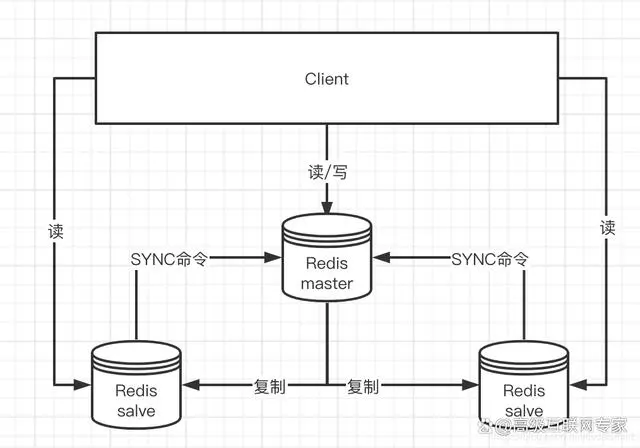 Client
读/写
读
读
SYNC命令
Redis
master
SYNC命令
Redis
salve
复制
复制
Redis
salve
@高级互联网专家